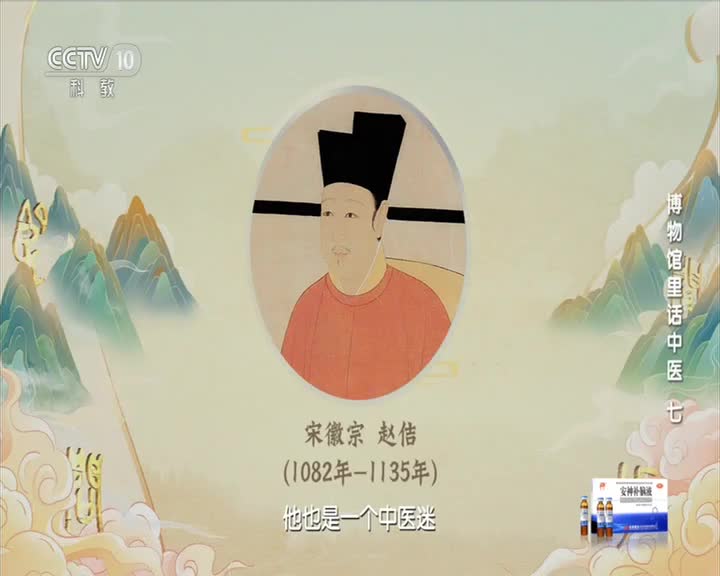 CCTV 10
科教
博物馆里话中医 七
宋徽宗 赵佶
(1082年-1135年)
安神补脑液
他也是一个中医迷